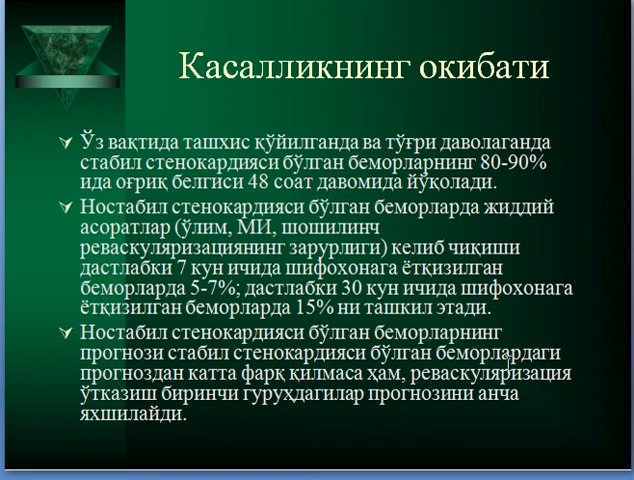 Касалликнинг окибати
Ўз вақтида ташхис қўйилганда ва тўғри даволаганда
стабил стенокардияси бўлган беморларнинг 80-90%
ида оғриқ белгиси 48 соат давомида йўқолади.
Ностабил стенокардияси бўлган беморларда жиддий
асоратлар (ўлим, МИ, шошилинч
реваскуляризациянинг зарурлиги) келиб чиқиши
дастлабки 7 кун ичида шифохонага ётқизилган
беморларда 5-7%; дастлабки 30 кун ичида шифохонага
ётқизилган беморларда 15% ни ташкил этади.
Ностабил стенокардияси бўлган беморларнинг
прогнози стабил стенокардияси бўлган беморлардаги
прогноздан катта фарқ қилмаса ҳам, реваскуляризация
ўтказиш биринчи гуруҳдагилар прогнозини анча
яхшилайди.